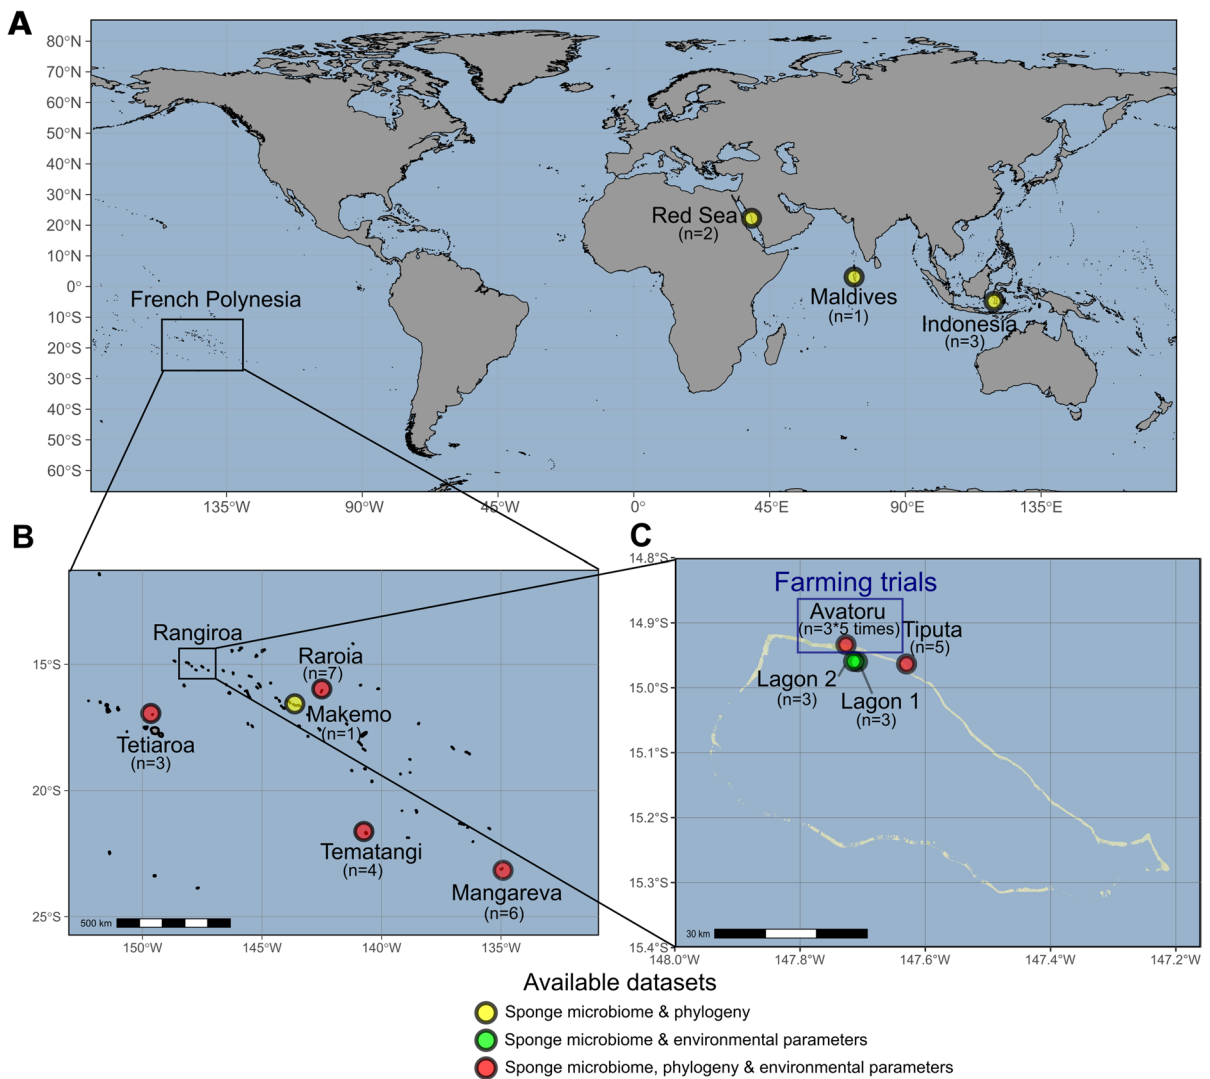 A
80°N
70°N
60°N
50°N
40°N
30°N
20°N
10°N
0°
10°S
20°S
30°S
40°S
50°S
60°S
Red Sea
(n=2)
Maldives
(n=1)
Indonesia
(n=3)
French Polynesia
135°W
90°W
45°W
0°
45°E
90°E
135°E
B
Rangiroa
Raroia
(n=7)
Makemo
(n=1)
Tetiaroa
(n=3)
Tematangi
(n=4)
Mangareva
(n=6)
15°S
20°S
25°S
500 km
150°W
145°W
140°W
135°W
C
14.8°S
14.9°S
15.0°S
15.1°S
15.2°S
15.3°S
15.4°S
Farming trials
Avatoru
(n=3*5 times)
Tiputa
(n=5)
Lagon 2
(n=3)
Lagon 1
(n=3)
30 km
148.0°W
147.8°W
147.6°W
147.4°W
147.2°W
Available datasets
Sponge microbiome & phylogeny
Sponge microbiome & environmental parameters
Sponge microbiome, phylogeny & environmental parameters